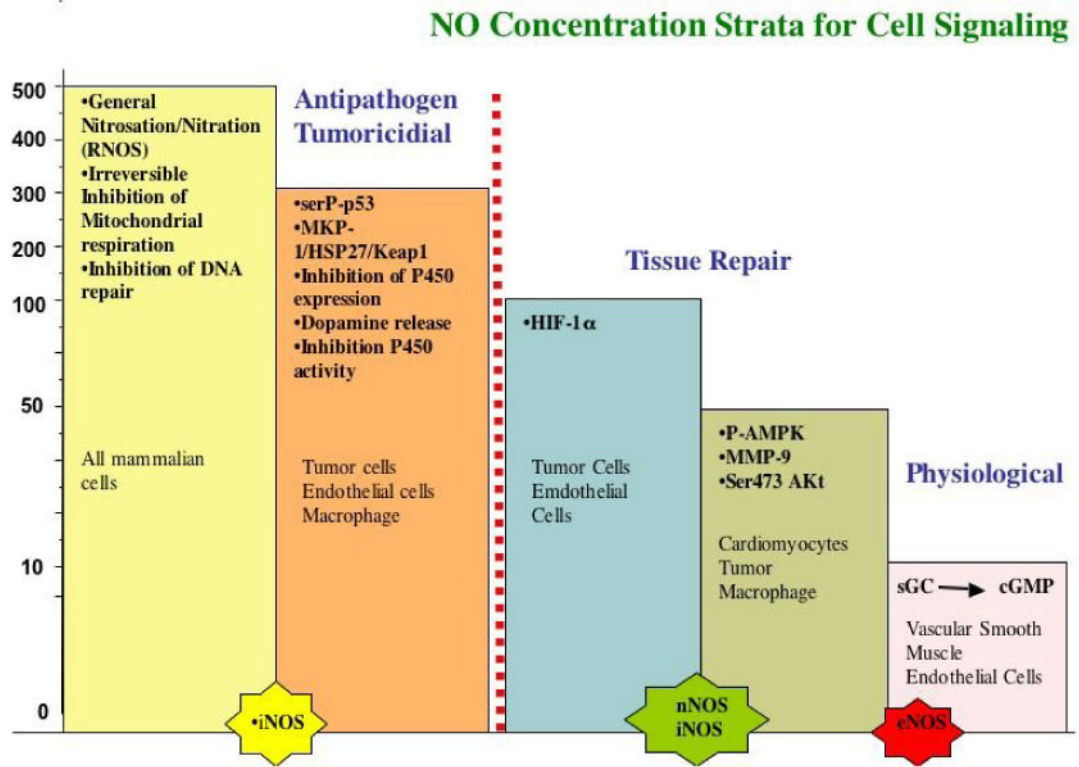 NO Concentration Strata for Cell Signaling
500
400
300
200
100
50
10
0
•General
Nitrosation/Nitration
(RNOS)
•Irreversible
Inhibition of
Mitochondrial
respiration
•Inhibition of DNA
repair
All mammalian
cells
Antipathogen
Tumoricidial
•serP-p53
•MKP-
1/HSP27/Keap1
•Inhibition of P450
expression
•Dopamine release
•Inhibition P450
activity
Tumor cells
Endothelial cells
Macrophage
•iNOS
Tissue Repair
•HIF-1α
Tumor Cells
Emdothelial
Cells
•P-AMPK
•MMP-9
•Ser473 AKt
Cardiomyocytes
Tumor
Macrophage
nNOS
iNOS
Physiological
sGC → cGMP
Vascular Smooth
Muscle
Endothelial Cells
eNOS